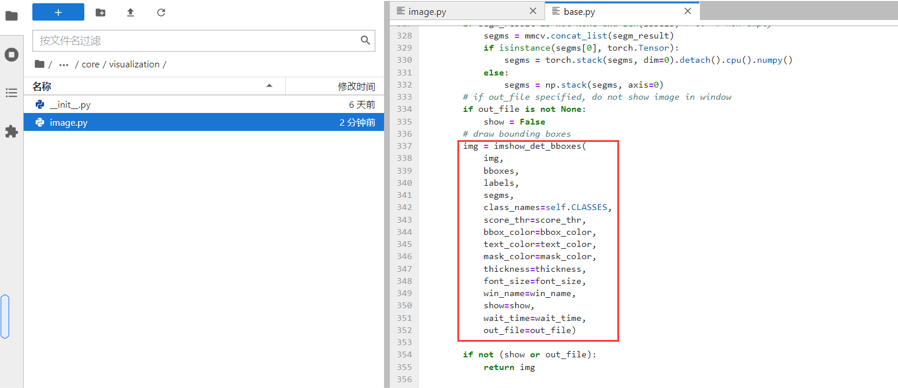 +
按文件名过滤
/ ··· / core / visualization /
名称
修改时间
__init__.py
6 天前
image.py
2 分钟前
image.py ×
base.py ×
328 segms = mmcv.concat_list(segm_result)
329 if isinstance(segms[0], torch.Tensor):
330 segms = torch.stack(segms, dim=0).detach().cpu().numpy()
331 else:
332 segms = np.stack(segms, axis=0)
333 # if out_file specified, do not show image in window
334 if out_file is not None:
335 show = False
336 # draw bounding boxes
337 img = imshow_det_bboxes(
338 img,
339 bboxes,
340 labels,
341 segms,
342 class_names=self.CLASSES,
343 score_thr=score_thr,
344 bbox_color=bbox_color,
345 text_color=text_color,
346 mask_color=mask_color,
347 thickness=thickness,
348 font_size=font_size,
349 win_name=win_name,
350 show=show,
351 wait_time=wait_time,
352 out_file=out_file)
353
354 if not (show or out_file):
355 return img
356